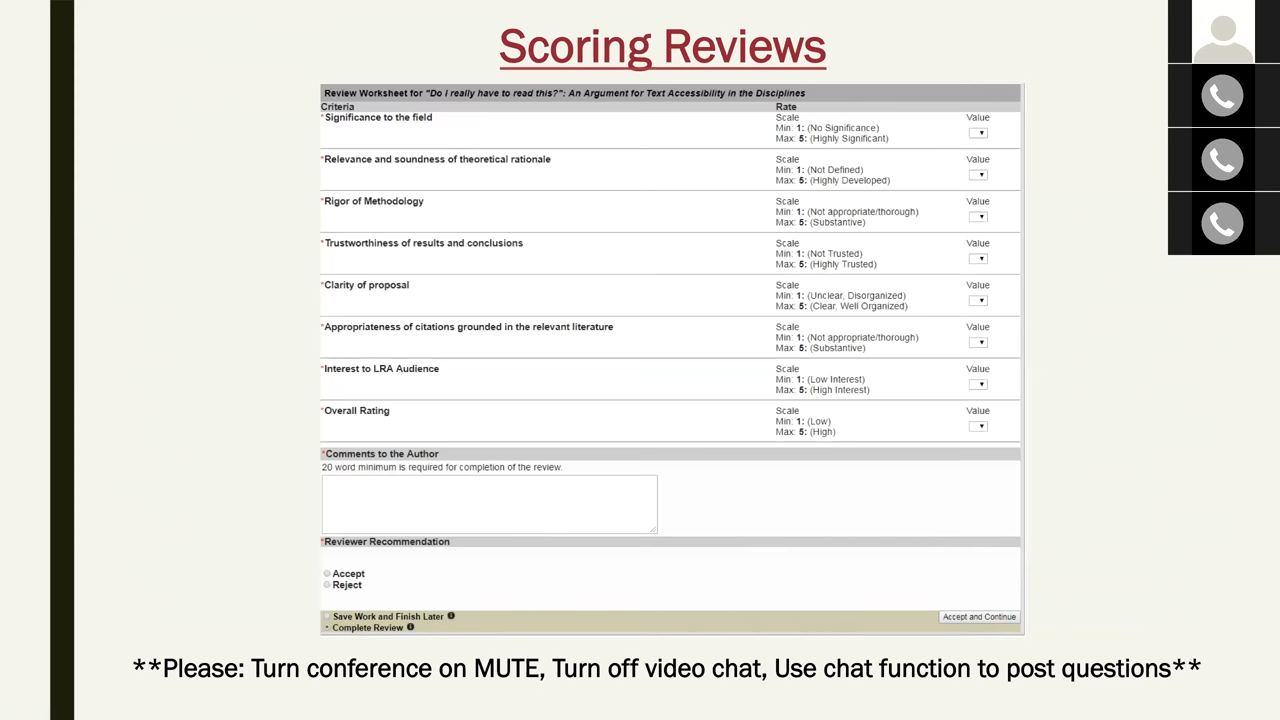 Scoring Reviews
Review Worksheet for "Do I really have to read this?": An Argument for Text Accessibility in the Disciplines
Criteria Rate
*Significance to the field Scale Value
Min: 1: (No Significance)
Max: 5: (Highly Significant)
*Relevance and soundness of theoretical rationale Scale Value
Min: 1: (Not Defined)
Max: 5: (Highly Developed)
*Rigor of Methodology Scale Value
Min: 1: (Not appropriate/thorough)
Max: 5: (Substantive)
*Trustworthiness of results and conclusions Scale Value
Min: 1: (Not Trusted)
Max: 5: (Highly Trusted)
*Clarity of proposal Scale Value
Min: 1: (Unclear, Disorganized)
Max: 5: (Clear, Well Organized)
*Appropriateness of citations grounded in the relevant literature Scale Value
Min: 1: (Not appropriate/thorough)
Max: 5: (Substantive)
*Interest to LRA Audience Scale Value
Min: 1: (Low Interest)
Max: 5: (High Interest)
*Overall Rating Scale Value
Min: 1: (Low)
Max: 5: (High)
*Comments to the Author
20 word minimum is required for completion of the review.
*Reviewer Recommendation
Accept
Reject
Save Work and Finish Later Accept and Continue
Complete Review
**Please: Turn conference on MUTE, Turn off video chat, Use chat function to post questions**